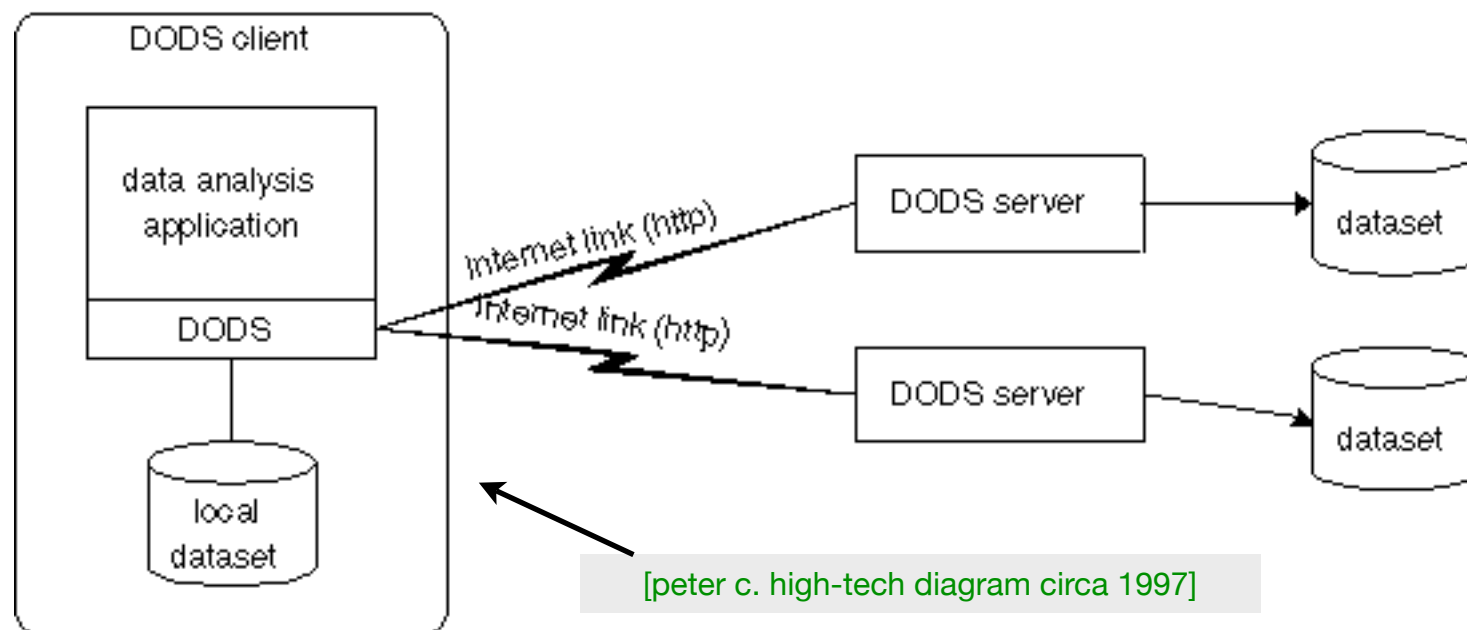 DODS client
data analysis
application
DODS
local
dataset
Internet link (http)
Internet link (http)
DODS server
dataset
DODS server
dataset
[peter c. high-tech diagram circa 1997]